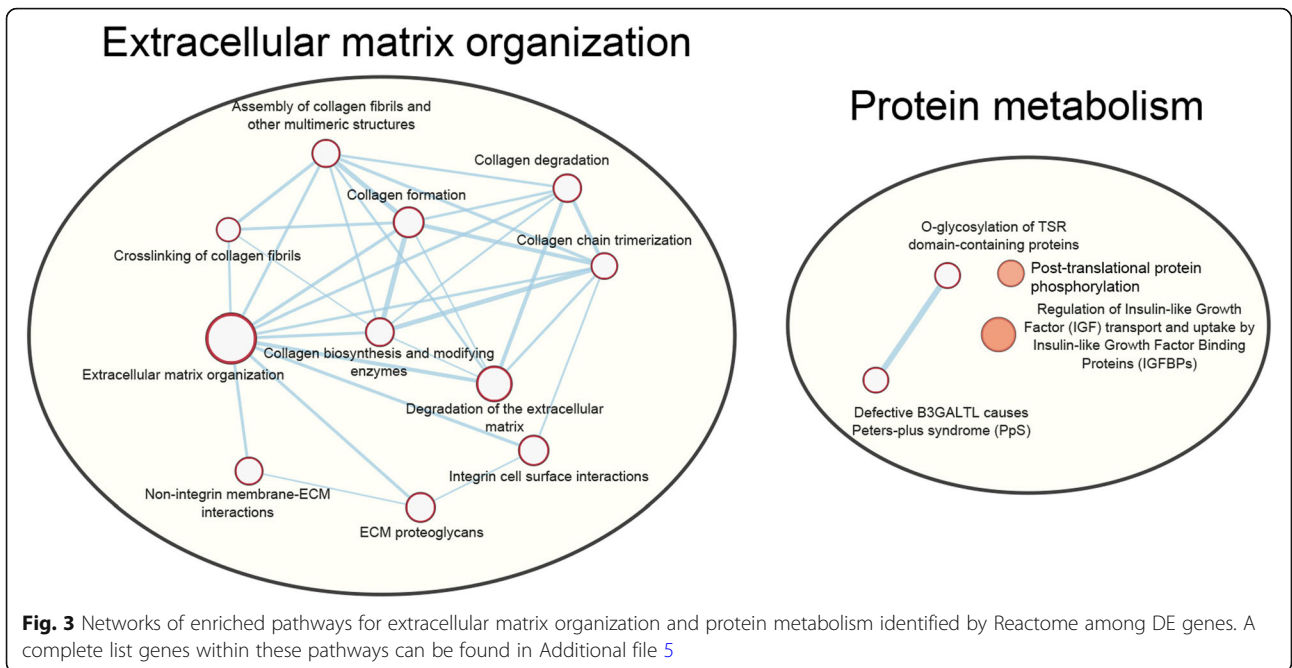 Extracellular matrix organization
Assembly of collagen fibrils and
other multimeric structures
Collagen degradation
Collagen formation
Collagen chain trimerization
Crosslinking of collagen fibrils
Collagen biosynthesis and modifying
enzymes
Extracellular matrix organization
Degradation of the extracellular
matrix
Integrin cell surface interactions
Non-integrin membrane-ECM
interactions
ECM proteoglycans
Protein metabolism
O-glycosylation of TSR
domain-containing proteins
Post-translational protein
phosphorylation
Regulation of Insulin-like Growth
Factor (IGF) transport and uptake by
Insulin-like Growth Factor Binding
Proteins (IGFBPs)
Defective B3GALTL causes
Peters-plus syndrome (PpS)
Fig. 3 Networks of enriched pathways for extracellular matrix organization and protein metabolism identified by Reactome among DE genes. A
complete list genes within these pathways can be found in Additional file 5